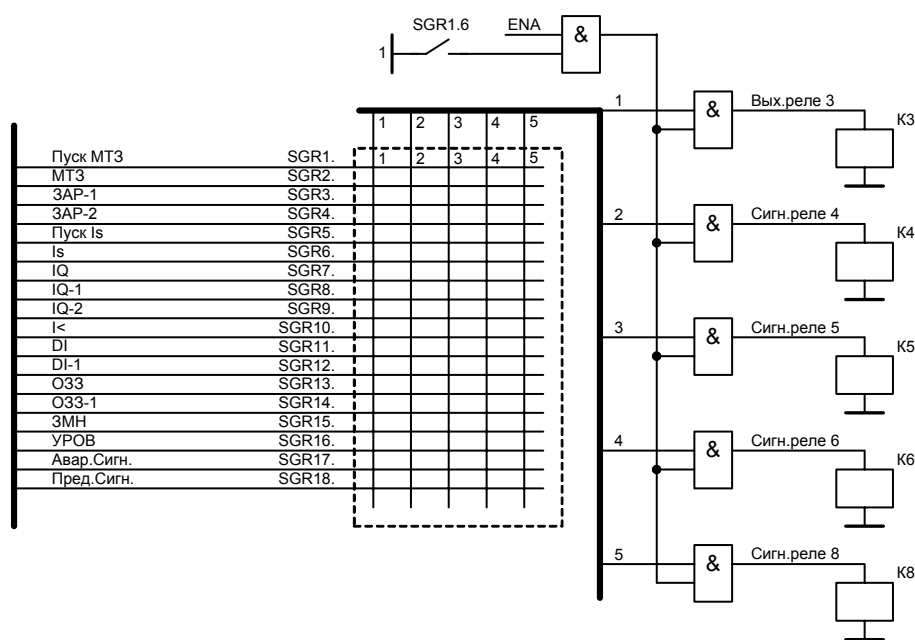 SGR1.6 ENA &
1
1 & Вых.реле 3 К3
1 2 3 4 5
Пуск МТЗ SGR1. 1 2 3 4 5
МТЗ SGR2.
ЗАР-1 SGR3.
ЗАР-2 SGR4.
Пуск Is SGR5.
Is SGR6.
IQ SGR7.
IQ-1 SGR8.
IQ-2 SGR9.
I< SGR10.
DI SGR11.
DI-1 SGR12.
ОЗЗ SGR13.
ОЗЗ-1 SGR14.
ЗМН SGR15.
УРОВ SGR16.
Авар.Сигн. SGR17.
Пред.Сигн. SGR18.
2 & Сигн.реле 4 К4
3 & Сигн.реле 5 К5
4 & Сигн.реле 6 К6
5 & Сигн.реле 8 К8